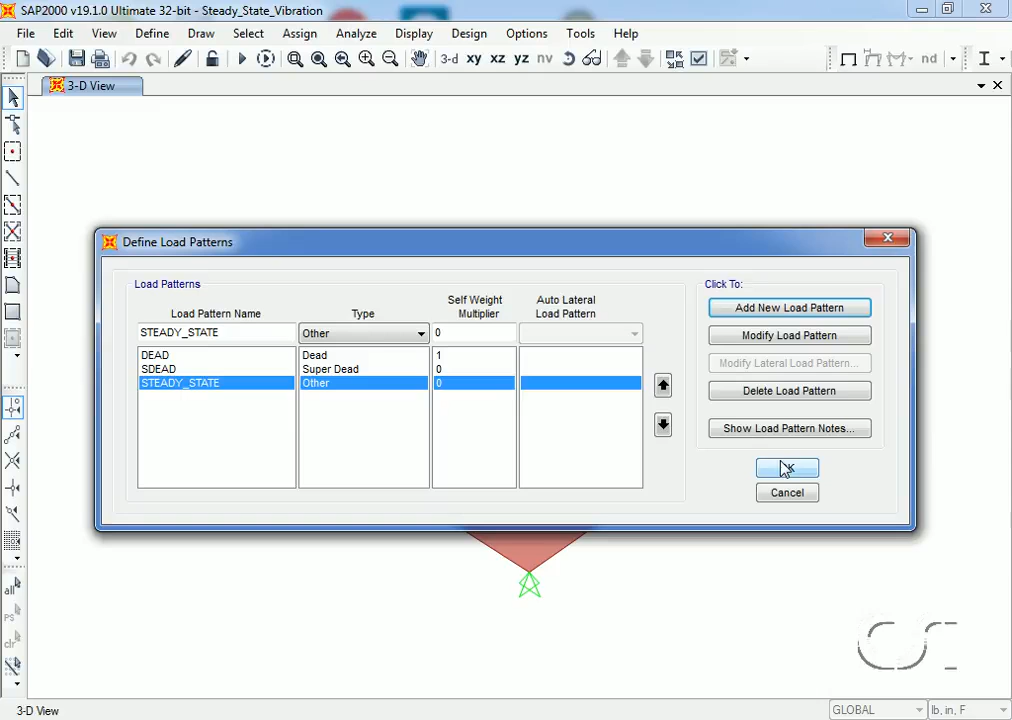 SAP2000 v19.1.0 Ultimate 32-bit - Steady_State_Vibration
File Edit View Define Draw Select Assign Analyze Display Design Options Tools Help
3-d xy xz yz nv nd
3-D View
Define Load Patterns
Load Patterns
Click To:
Load Pattern Name Type Self Weight Multiplier Auto Lateral Load Pattern
STEADY_STATE Other 0
DEAD Dead 1
SDEAD Super Dead 0
STEADY_STATE Other 0
Add New Load Pattern
Modify Load Pattern
Modify Lateral Load Pattern...
Delete Load Pattern
Show Load Pattern Notes...
Cancel
all
PS
clr
3-D View GLOBAL lb, in, F